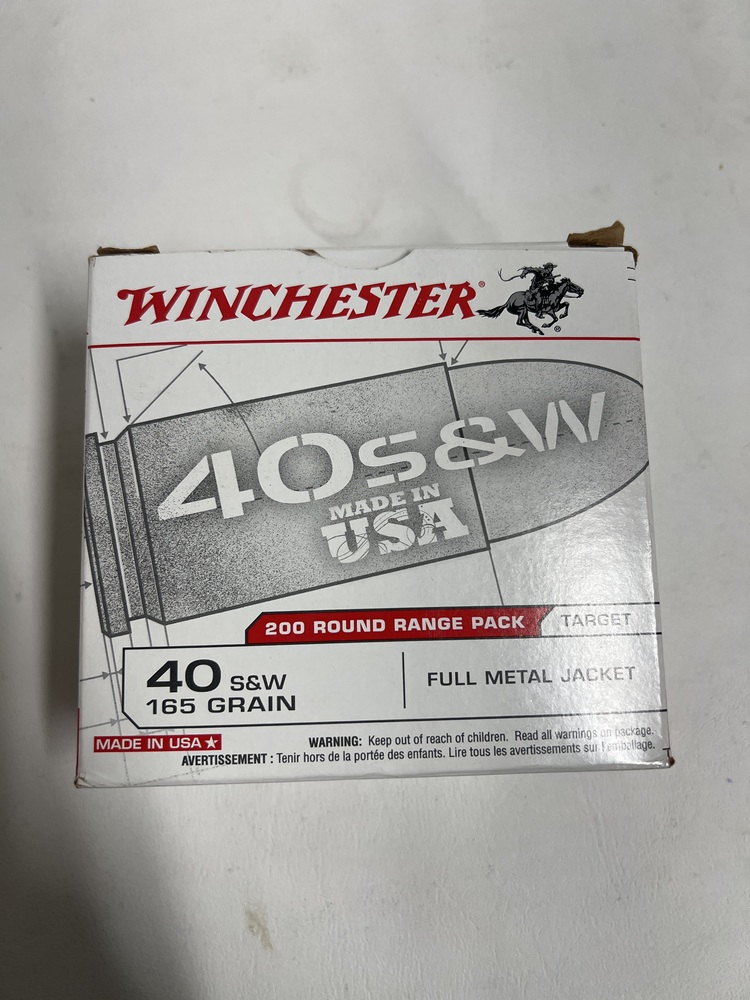 WINCHESTER®
®
40 S&W
MADE IN
USA
200 ROUND RANGE PACK TARGET
40 S&W
165 GRAIN
FULL METAL JACKET
MADE IN USA ★
WARNING: Keep out of reach of children. Read all warnings on package.
AVERTISSEMENT : Tenir hors de la portée des enfants. Lire tous les avertissements sur l'emballage.